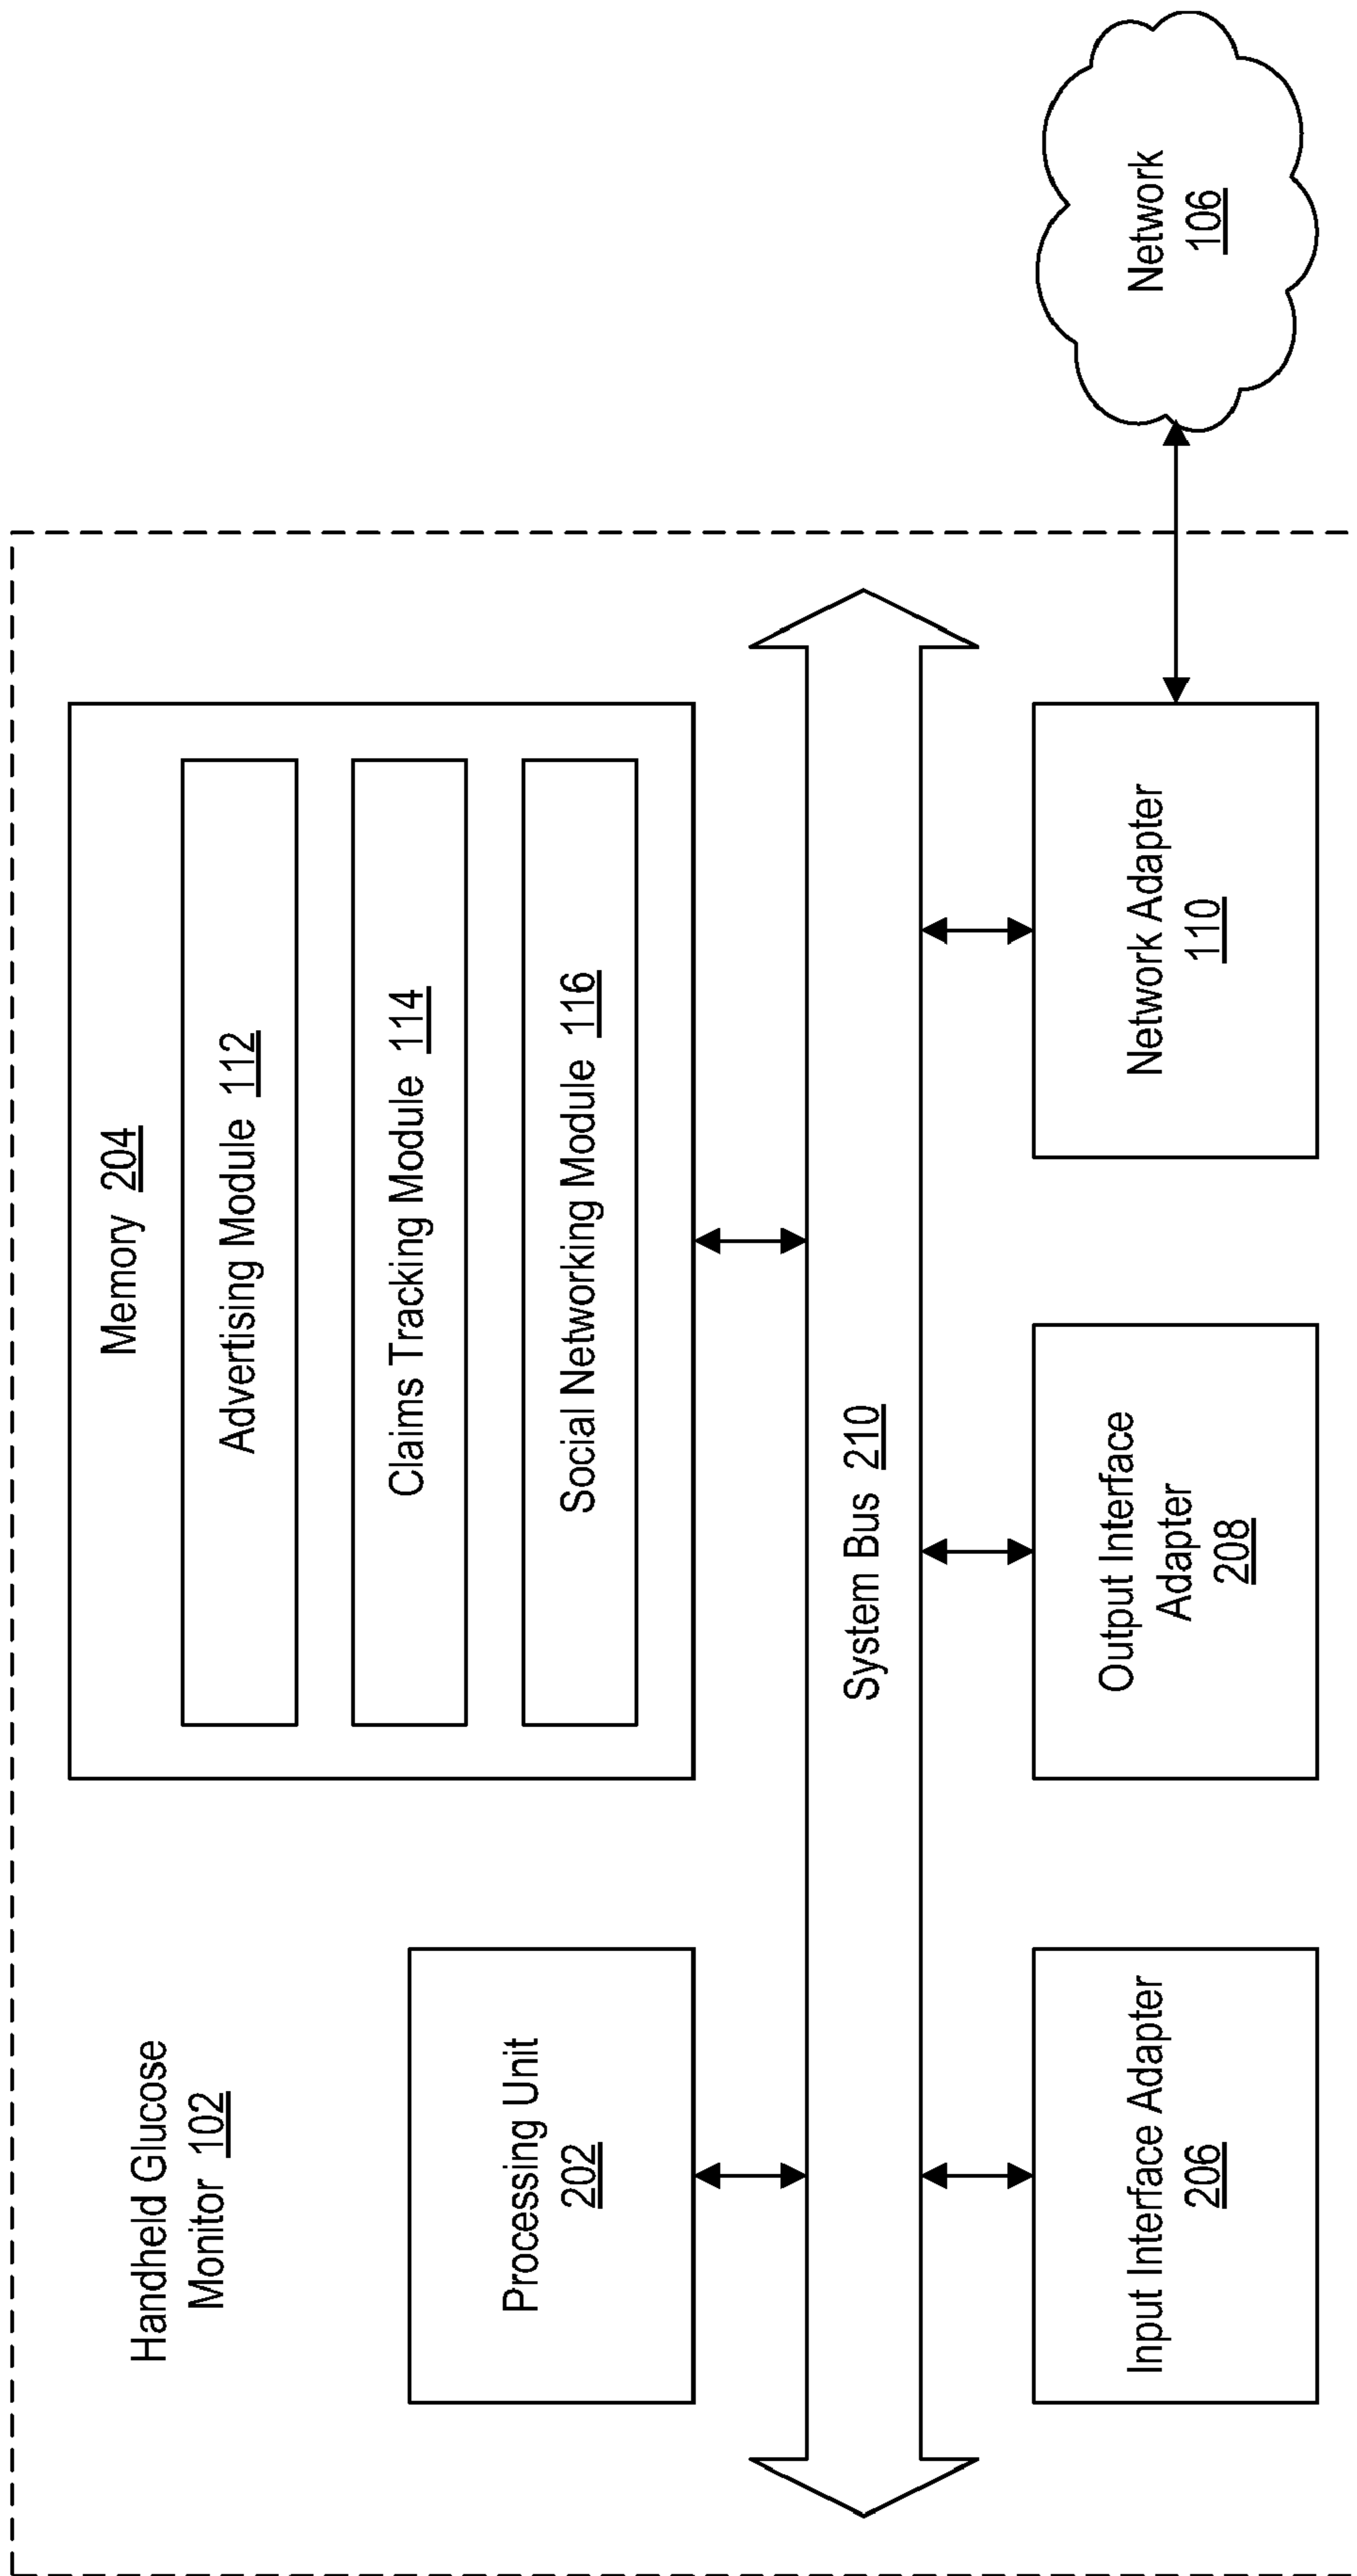 Handheld Glucose
Monitor 102
Memory 204
Advertising Module 112
Claims Tracking Module 114
Social Networking Module 116
Processing Unit
202
System Bus 210
Input Interface Adapter
206
Output Interface
Adapter
208
Network Adapter
110
Network
106